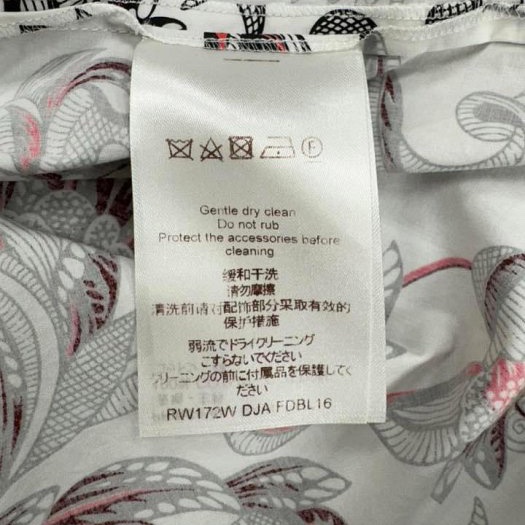 F
Gentle dry clean
Do not rub
Protect the accessories before
cleaning
缓和干洗
请勿摩擦
清洗前请对配饰部分采取有效的
保护措施
弱流でドライクリーニング
こすらないでください
クリーニングの前に付属品を保護してく
ださい
RW172W DJA FDBL16